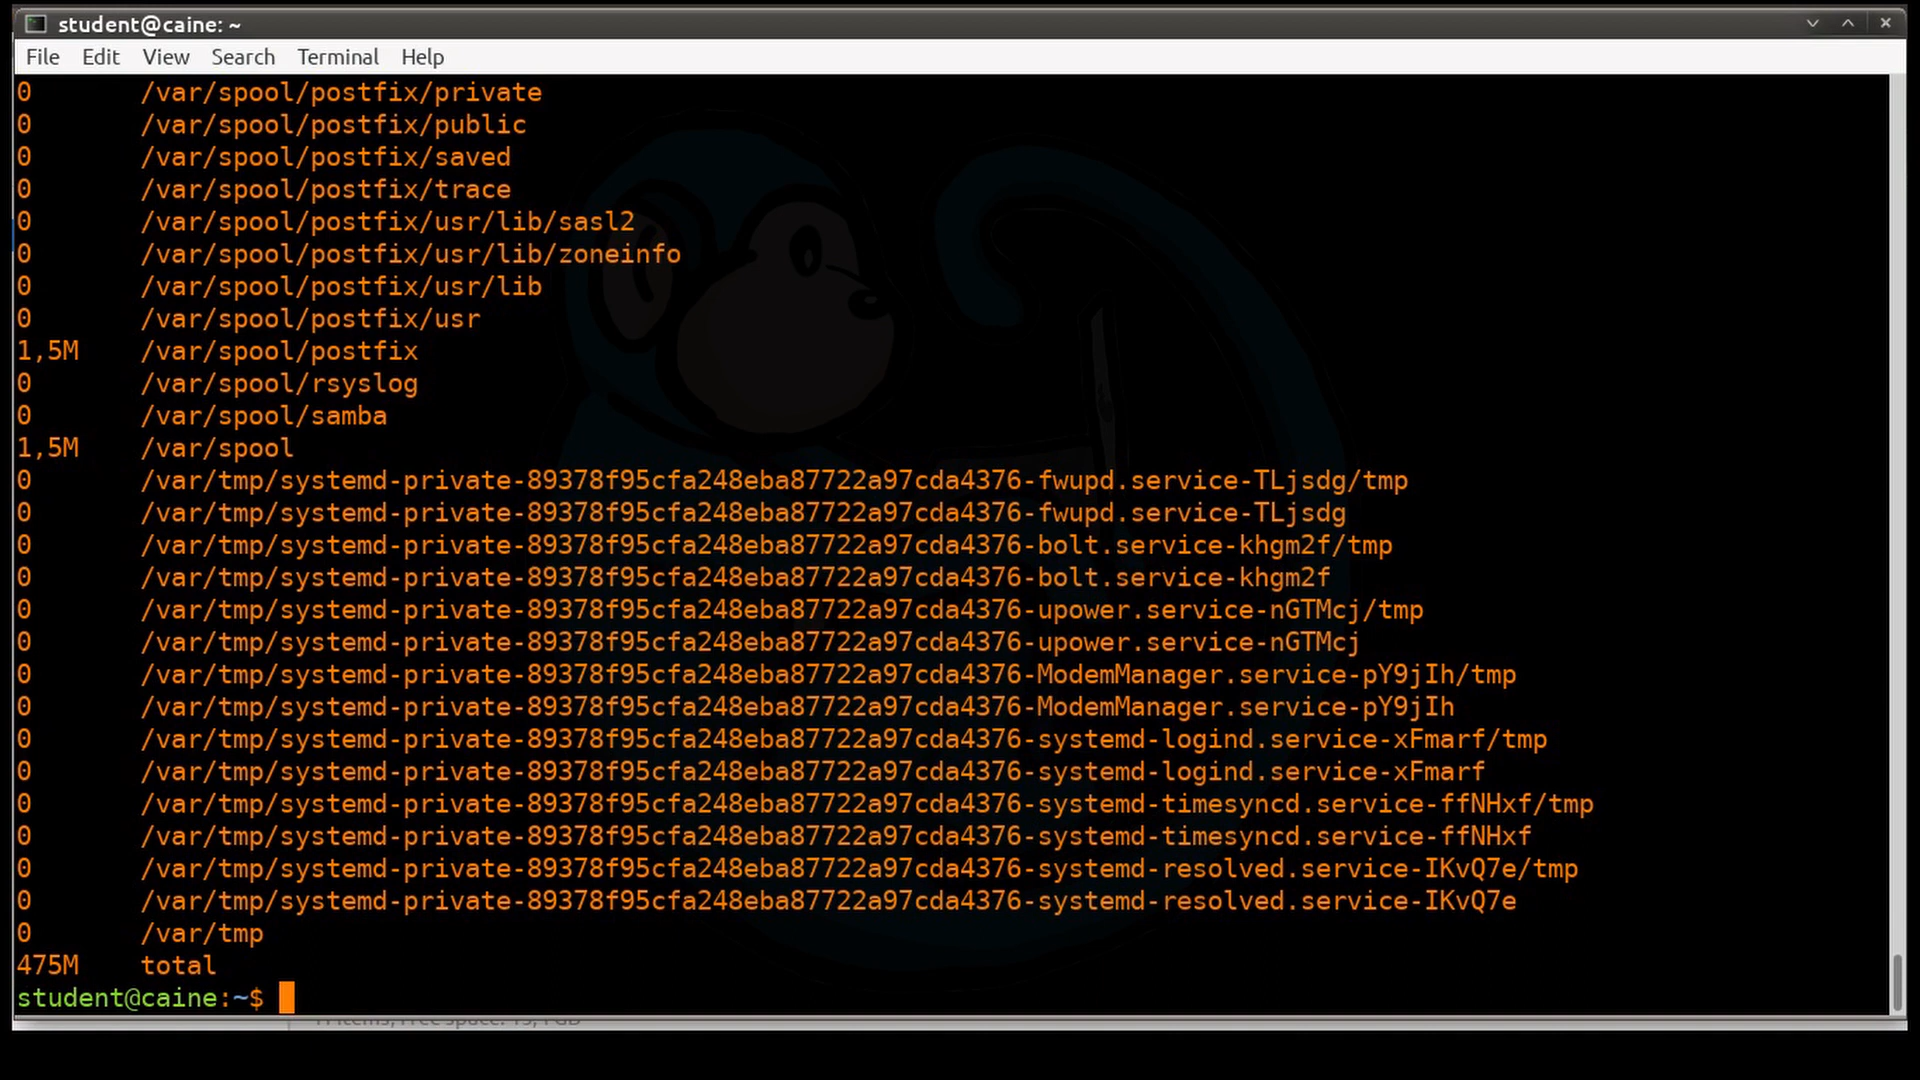 student@caine: ~
File Edit View Search Terminal Help
0 /var/spool/postfix/private
0 /var/spool/postfix/public
0 /var/spool/postfix/saved
0 /var/spool/postfix/trace
0 /var/spool/postfix/usr/lib/sasl2
0 /var/spool/postfix/usr/lib/zoneinfo
0 /var/spool/postfix/usr/lib
0 /var/spool/postfix/usr
1,5M /var/spool/postfix
0 /var/spool/rsyslog
0 /var/spool/samba
1,5M /var/spool
0 /var/tmp/systemd-private-89378f95cfa248eba87722a97cda4376-fwupd.service-TLjsdg/tmp
0 /var/tmp/systemd-private-89378f95cfa248eba87722a97cda4376-fwupd.service-TLjsdg
0 /var/tmp/systemd-private-89378f95cfa248eba87722a97cda4376-bolt.service-khgm2f/tmp
0 /var/tmp/systemd-private-89378f95cfa248eba87722a97cda4376-bolt.service-khgm2f
0 /var/tmp/systemd-private-89378f95cfa248eba87722a97cda4376-upower.service-nGTMcj/tmp
0 /var/tmp/systemd-private-89378f95cfa248eba87722a97cda4376-upower.service-nGTMcj
0 /var/tmp/systemd-private-89378f95cfa248eba87722a97cda4376-ModemManager.service-pY9jIh/tmp
0 /var/tmp/systemd-private-89378f95cfa248eba87722a97cda4376-ModemManager.service-pY9jIh
0 /var/tmp/systemd-private-89378f95cfa248eba87722a97cda4376-systemd-logind.service-xFmarf/tmp
0 /var/tmp/systemd-private-89378f95cfa248eba87722a97cda4376-systemd-logind.service-xFmarf
0 /var/tmp/systemd-private-89378f95cfa248eba87722a97cda4376-systemd-timesyncd.service-ffNHxf/tmp
0 /var/tmp/systemd-private-89378f95cfa248eba87722a97cda4376-systemd-timesyncd.service-ffNHxf
0 /var/tmp/systemd-private-89378f95cfa248eba87722a97cda4376-systemd-resolved.service-IKvQ7e/tmp
0 /var/tmp/systemd-private-89378f95cfa248eba87722a97cda4376-systemd-resolved.service-IKvQ7e
0 /var/tmp
475M total
student@caine:~$